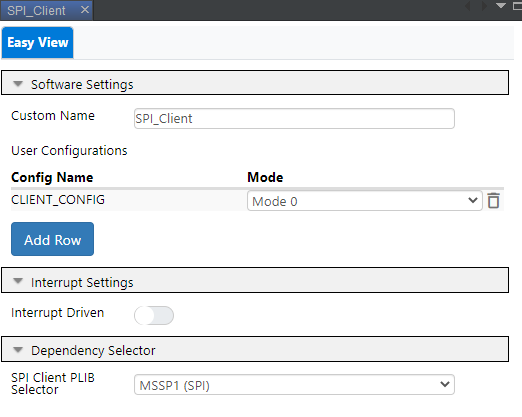 SPI_Client
Easy View
Software Settings
Custom Name
SPI_Client
User Configurations
Config Name Mode
CLIENT_CONFIG Mode 0
Add Row
Interrupt Settings
Interrupt Driven
Dependency Selector
SPI Client PLIB
Selector
MSSP1 (SPI)